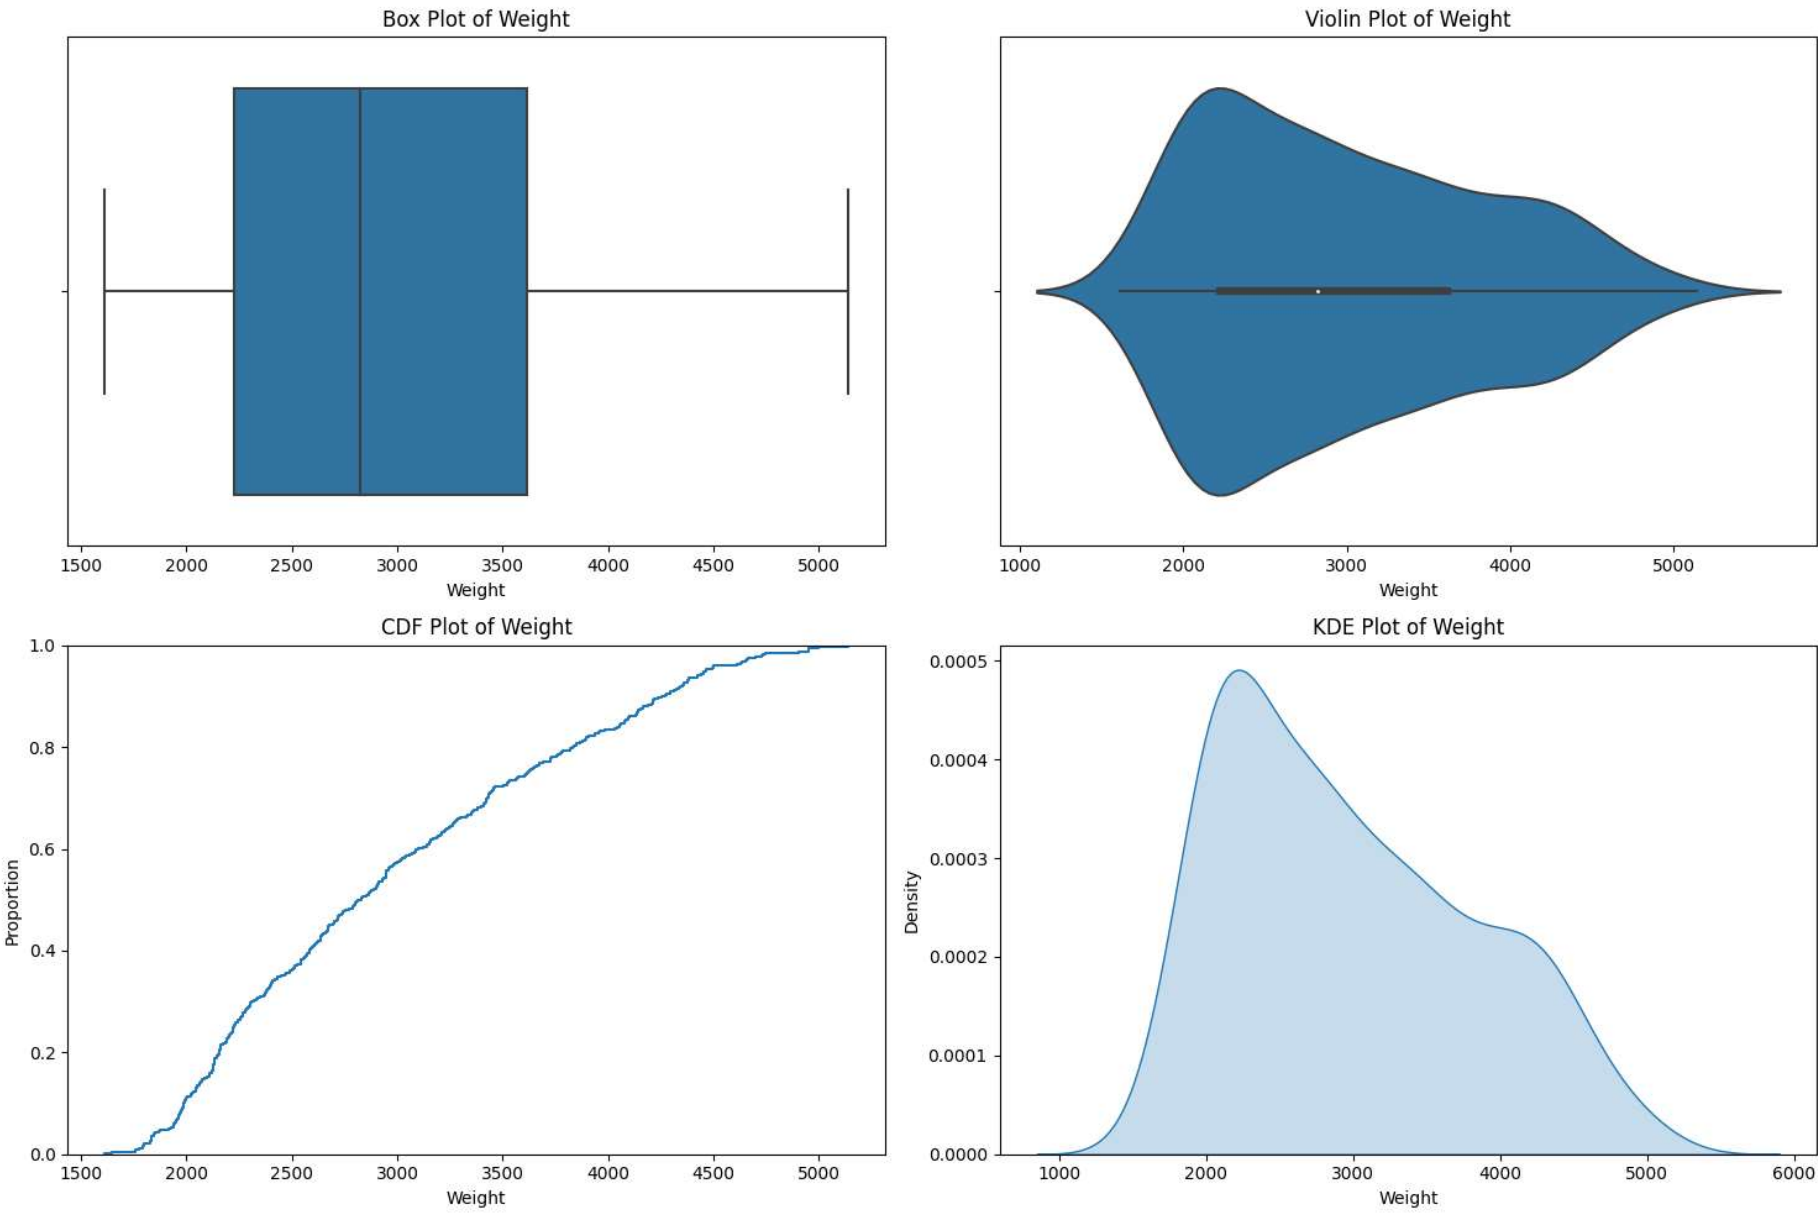 Box Plot of Weight
1500 2000 2500 3000 3500 4000 4500 5000
Weight
Violin Plot of Weight
1000 2000 3000 4000 5000
Weight
CDF Plot of Weight
1.0
0.8
0.6
0.4
0.2
0.0
Proportion
1500 2000 2500 3000 3500 4000 4500 5000
Weight
KDE Plot of Weight
0.0005
0.0004
0.0003
0.0002
0.0001
0.0000
Density
1000 2000 3000 4000 5000 6000
Weight